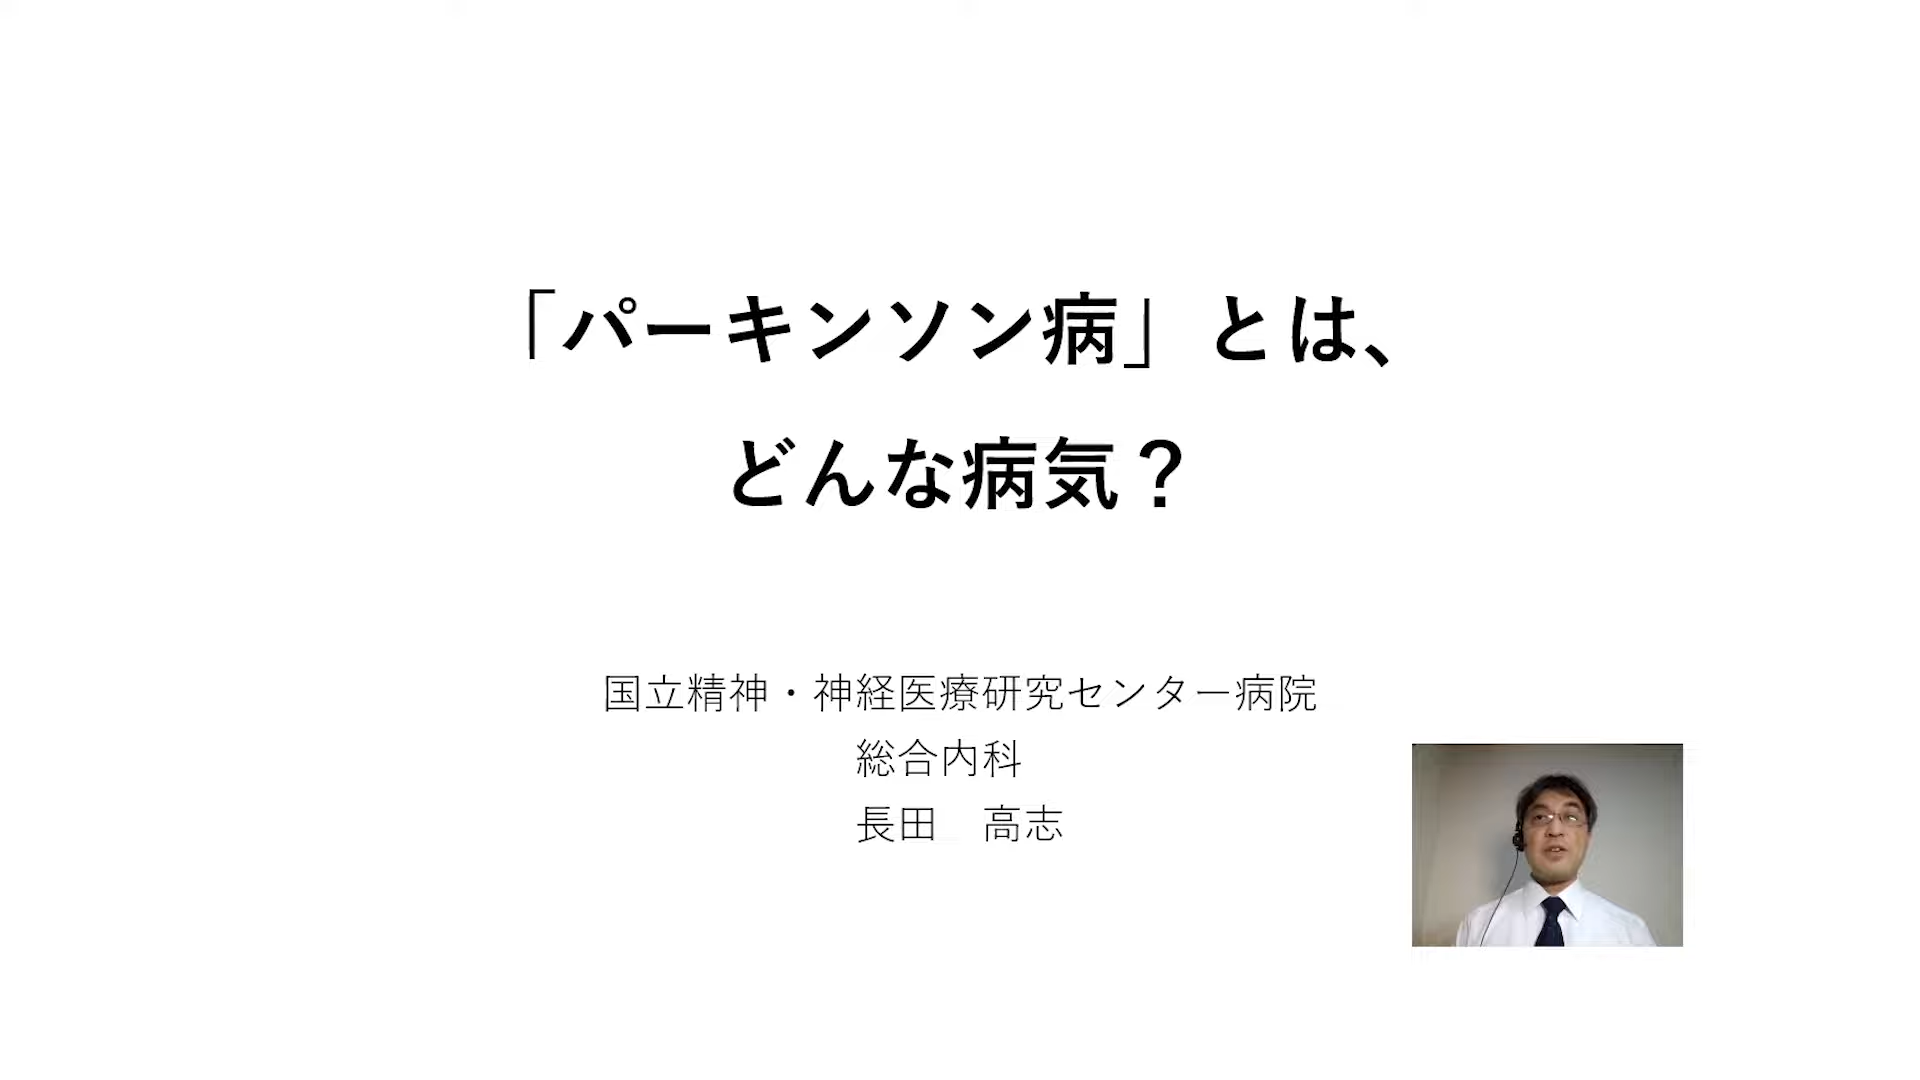 「パーキンソン病」とは、
どんな病気？
国立精神・神経医療研究センター病院
総合内科
長田　高志